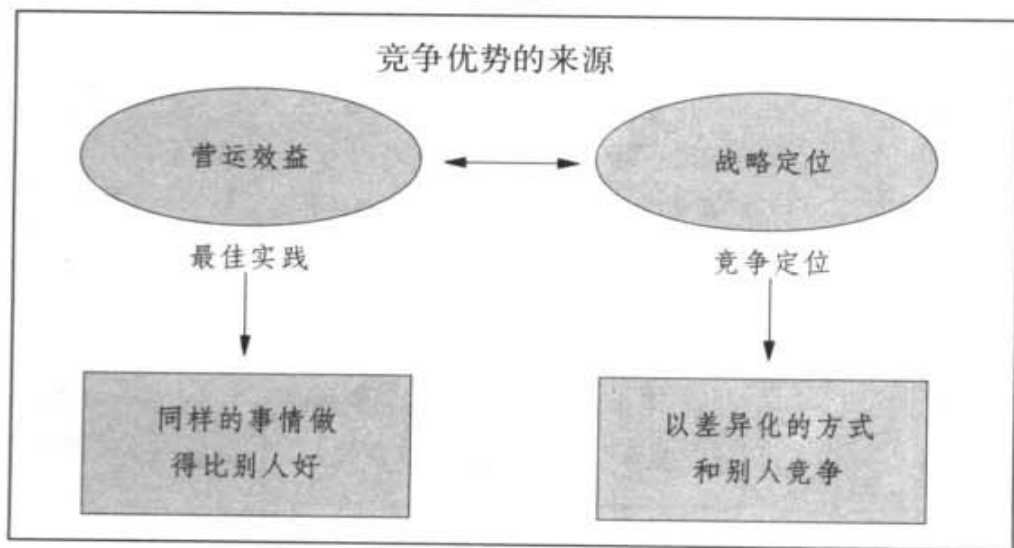 竞争优势的来源
营运效益
战略定位
最佳实践
竞争定位
同样的事情做
得比别人好
以差异化的方式
和别人竞争